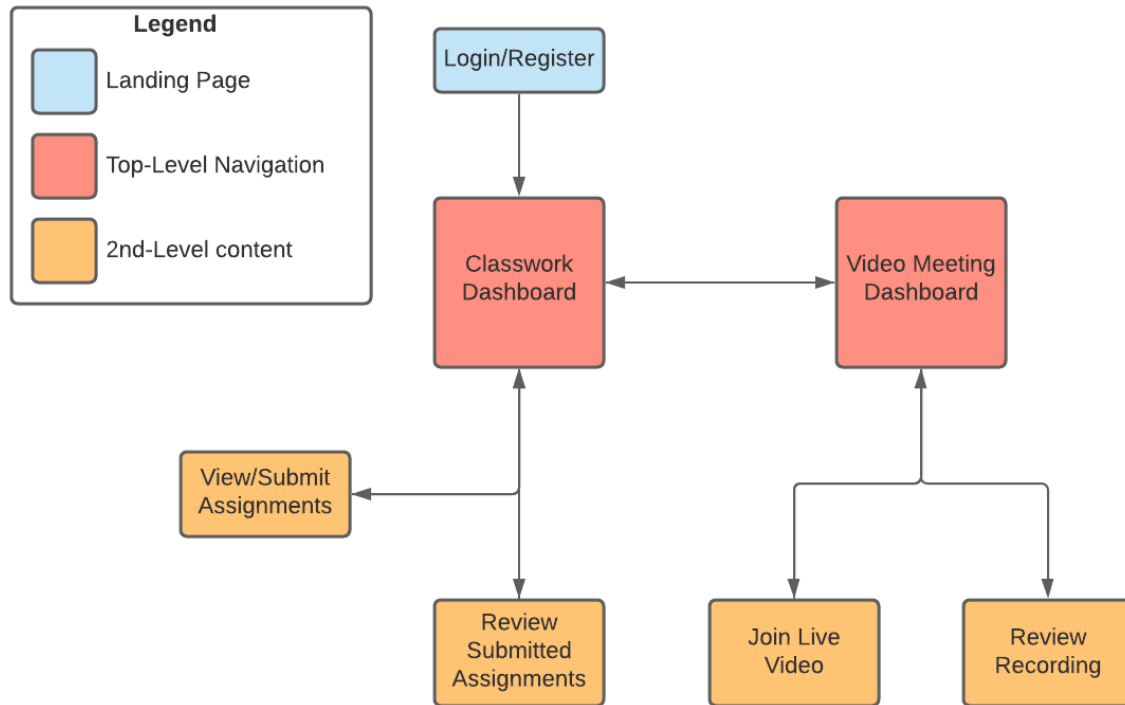 Legend
Landing Page
Top-Level Navigation
2nd-Level content
Login/Register
Classwork
Dashboard
Video Meeting
Dashboard
View/Submit
Assignments
Review
Submitted
Assignments
Join Live
Video
Review
Recording